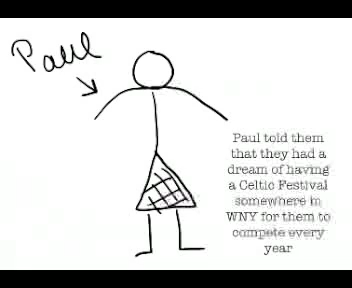 Paul
Paul told them
that they had a
dream of having
a Celtic Festival
somewhere in
WNY for them to
compete every
year